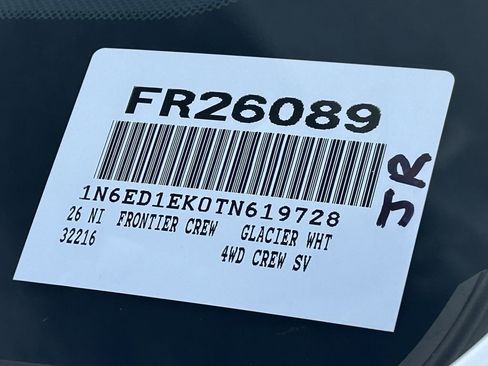 FR26089
1N6ED1EK0TN619728
26 NI FRONTIER CREW GLACIER WHT
32216 4WD CREW SV
JR